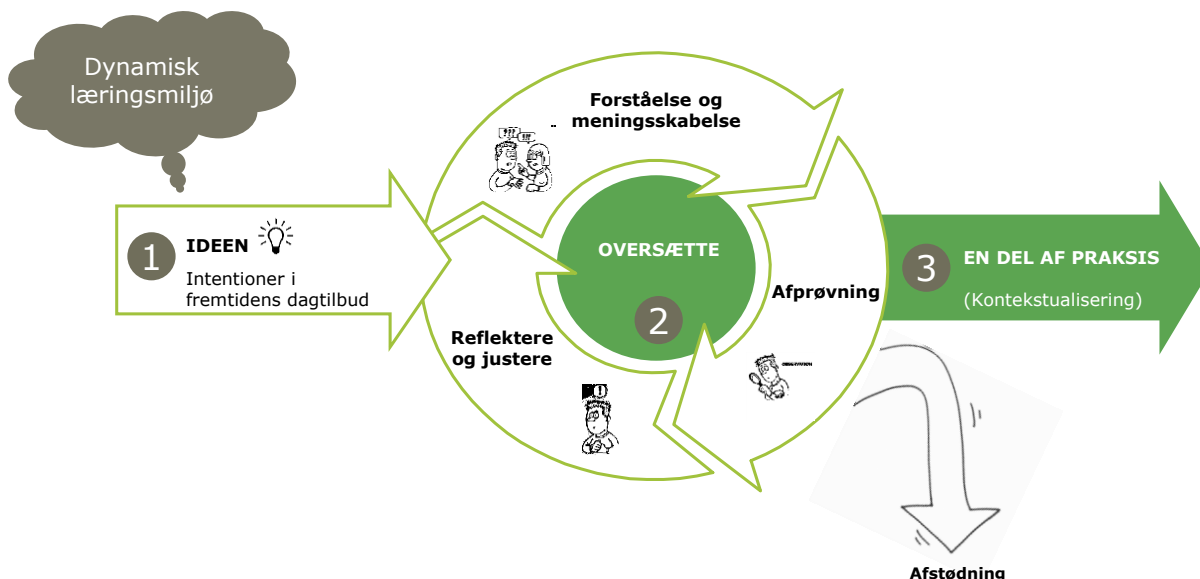 Dynamisk
læringsmiljø
1
IDEEN
Intentioner i
fremtidens dagtilbud
Forståelse og
meningsskabelse
OVERSÆTTE
2
Afprøvning
Reflektere
og justere
3
EN DEL AF PRAKSIS
(Kontekstualisering)
Afstødning